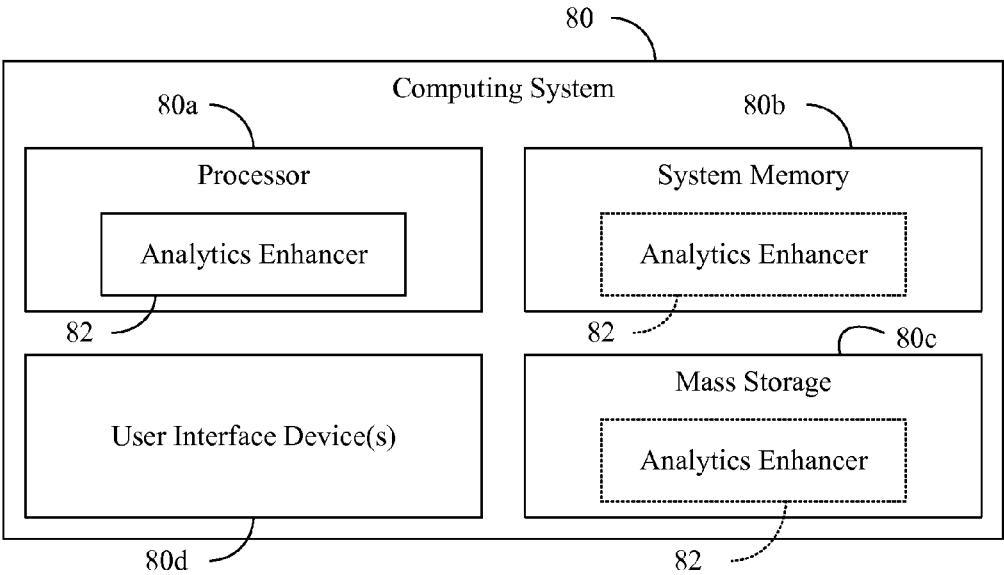 80
Computing System
80a
80b
Processor
System Memory
Analytics Enhancer
Analytics Enhancer
82
82
80c
User Interface Device(s)
Mass Storage
Analytics Enhancer
80d
82